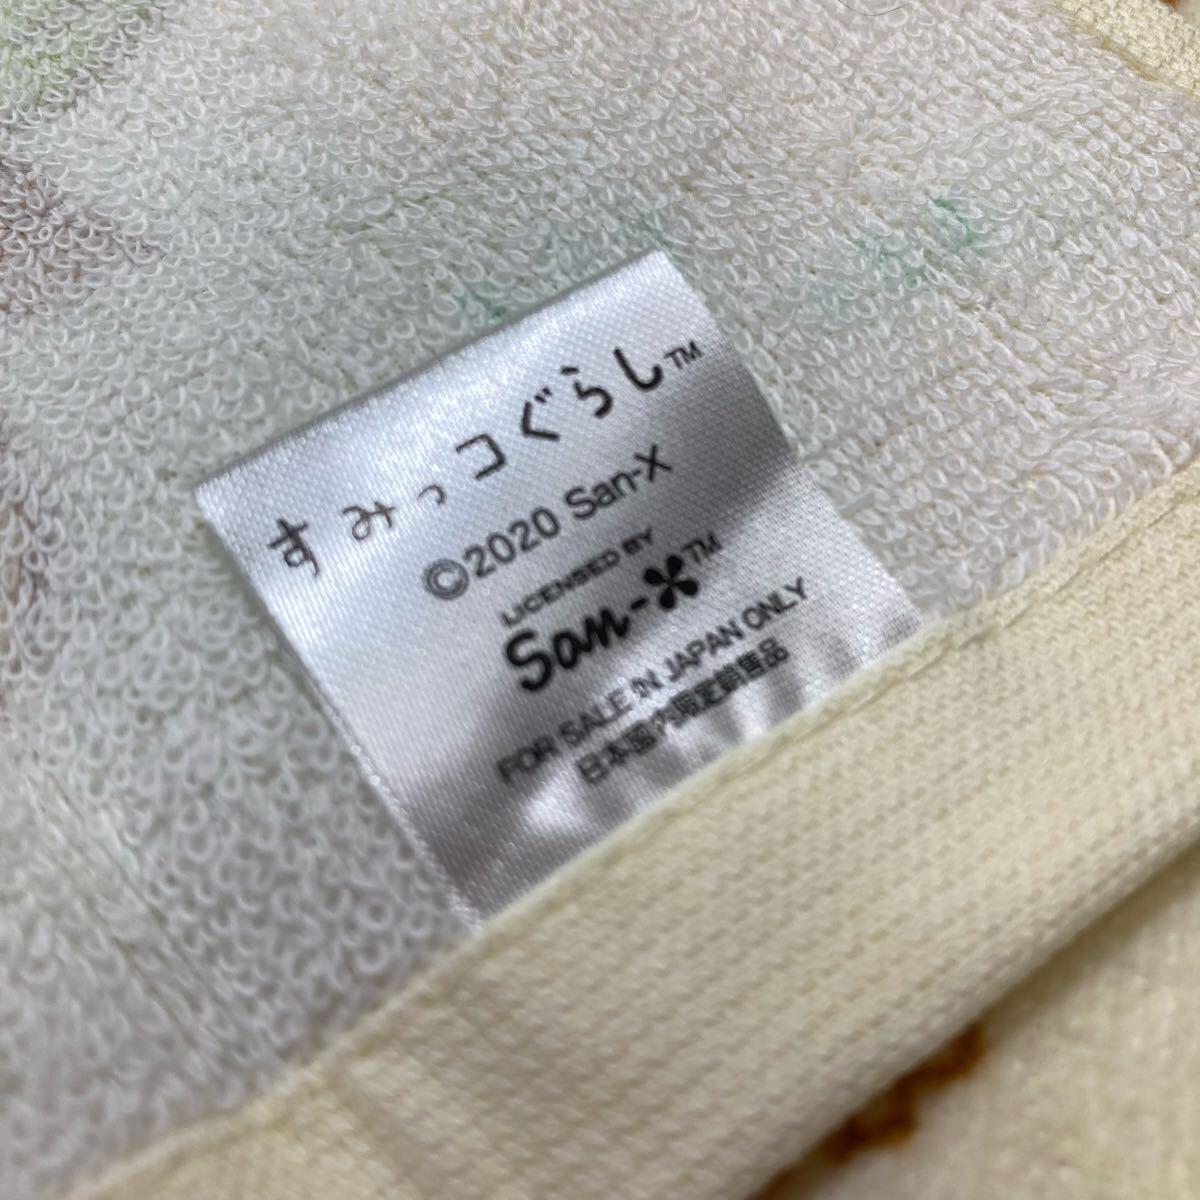 すみっコぐらし™
©2020 San-X
LICENSED BY
San-X™
FOR SALE IN JAPAN ONLY
日本国内限定販売品